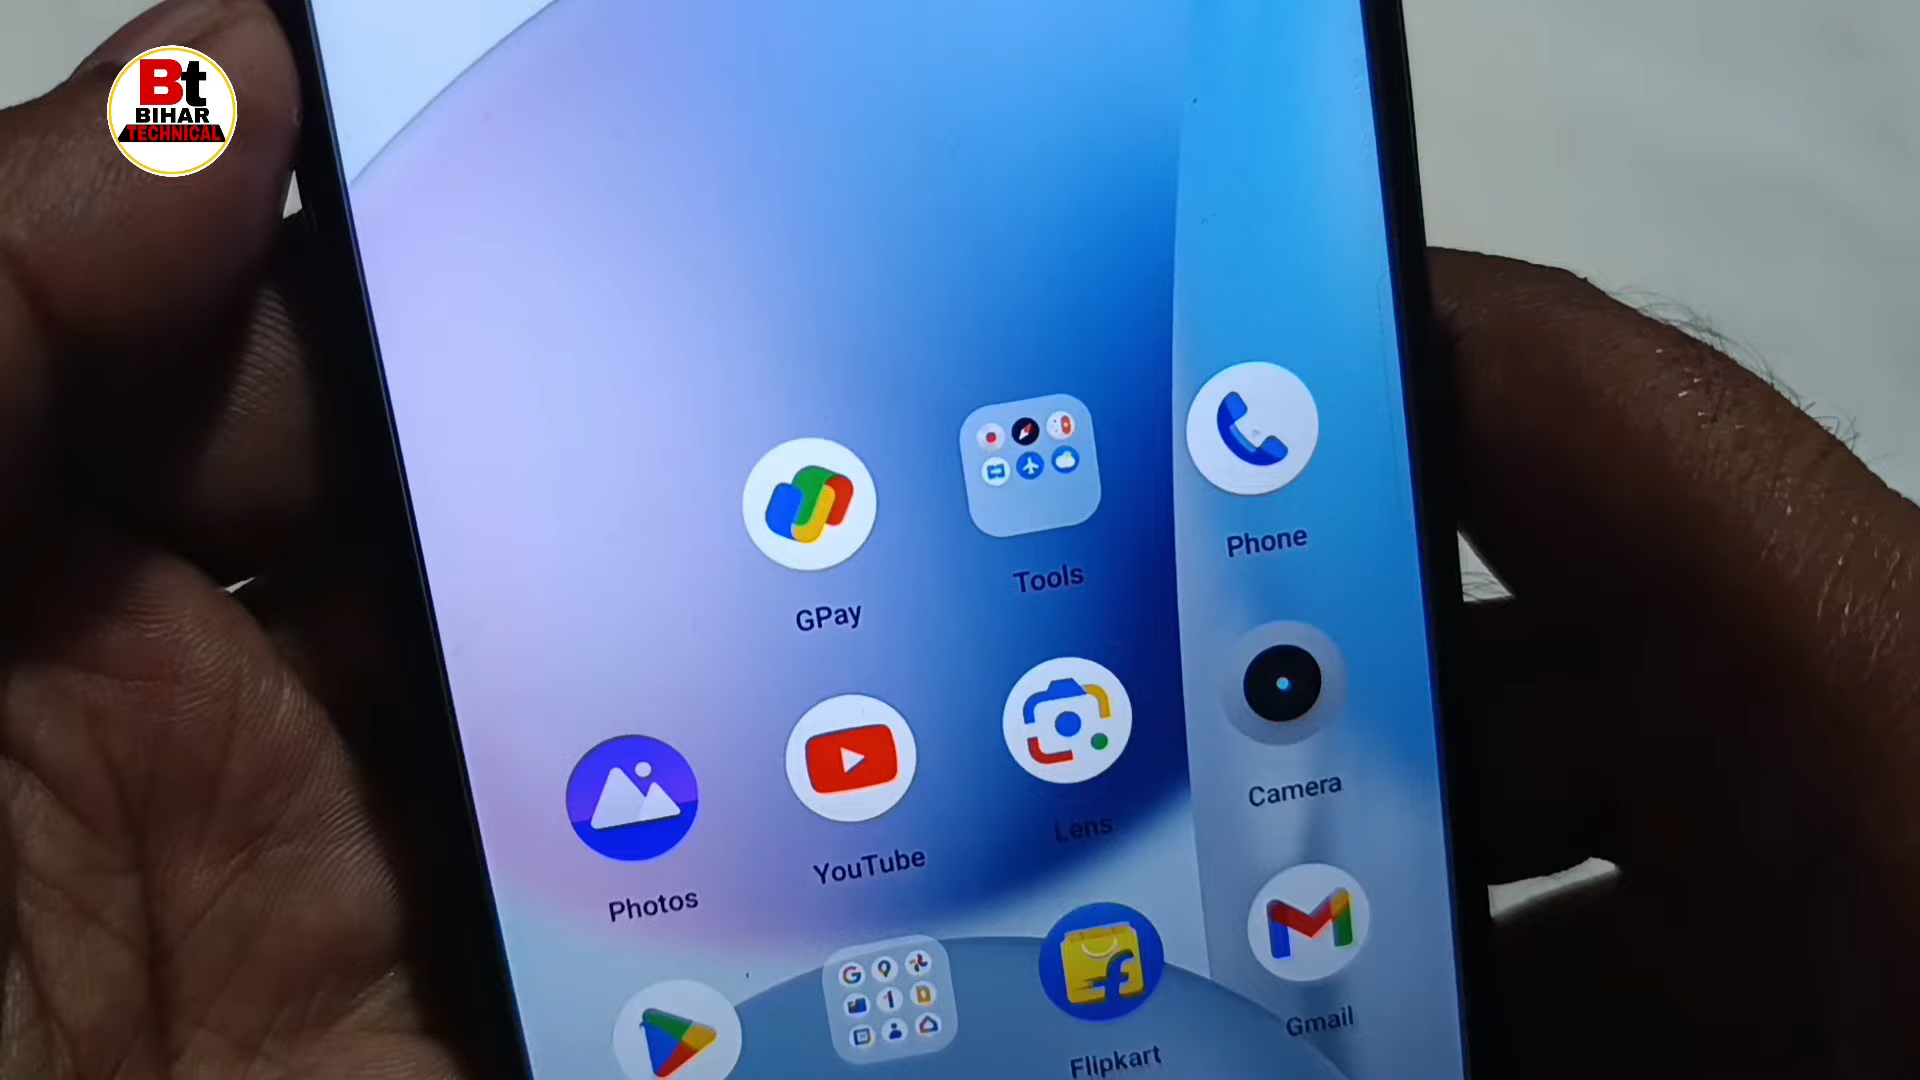 Bt
BIHAR
TECHNICAL
Phone
Tools
GPay
Camera
Lens
YouTube
Photos
Gmail
Flipkart